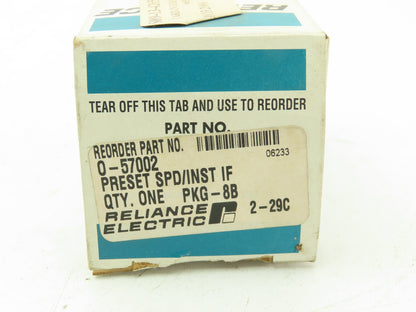 TEAR OFF THIS TAB AND USE TO REORDER
PART NO.
REORDER PART NO.
06233
0-57002
PRESET SPD/INST IF
QTY. ONE PKG-8B
RELIANCE
ELECTRIC
2-29C